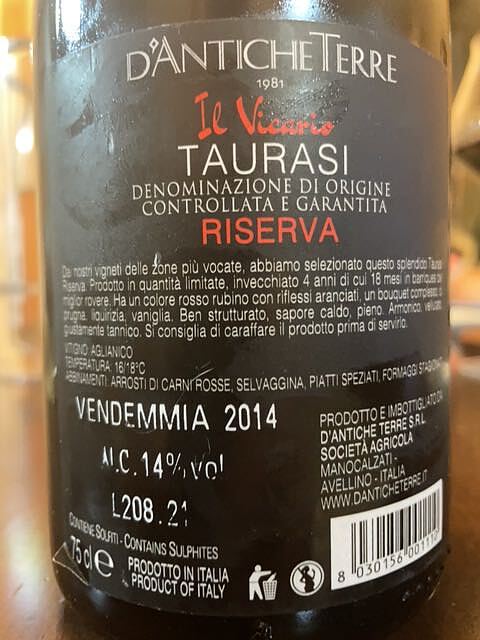 D'ANTICHE TERRE
1981
Il Vicario
TAURASI
DENOMINAZIONE DI ORIGINE
CONTROLLATA E GARANTITA
RISERVA
Dai nostri vigneti delle zone più vocate, abbiamo selezionato questo splendido Taurasi
Riserva. Prodotto in quantità limitate, invecchiato 4 anni di cui 18 mesi in barriques del
miglior rovere. Ha un colore rosso rubino con riflessi aranciati, un bouquet complesso, di
prugna, liquirizia, vaniglia. Ben strutturato, sapore caldo, pieno. Armonico, vellutato,
giustamente tannico. Si consiglia di caraffare il prodotto prima di servirlo.
VITIGNO: AGLIANICO
TEMPERATURA: 16/18°C
ABBINAMENTI: ARROSTI DI CARNI ROSSE, SELVAGGINA, PIATTI SPEZIATI, FORMAGGI STAGIONATI
VENDEMMIA 2014
ALC. 14% vol
L208.21
PRODOTTO E IMBOTTIGLIATO DA
D'ANTICHE TERRE S.R.L.
SOCIETÀ AGRICOLA
MANOCALZATI -
AVELLINO - ITALIA
WWW.DANTICHETERRE.IT
CONTIENE SOLFITI - CONTAINS SULPHITES
75 cl e
PRODOTTO IN ITALIA
PRODUCT OF ITALY
8 030156 001110